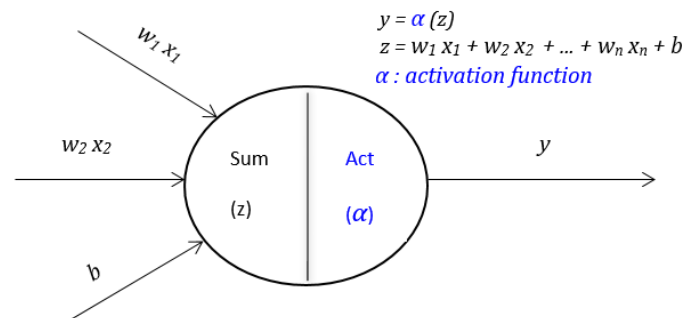 y = α (z)
z = w₁ x₁ + w₂ x₂ + ... + wₙ xₙ + b
α : activation function
w₁ x₁
w₂ x₂
b
Sum
(z)
Act
(α)
y